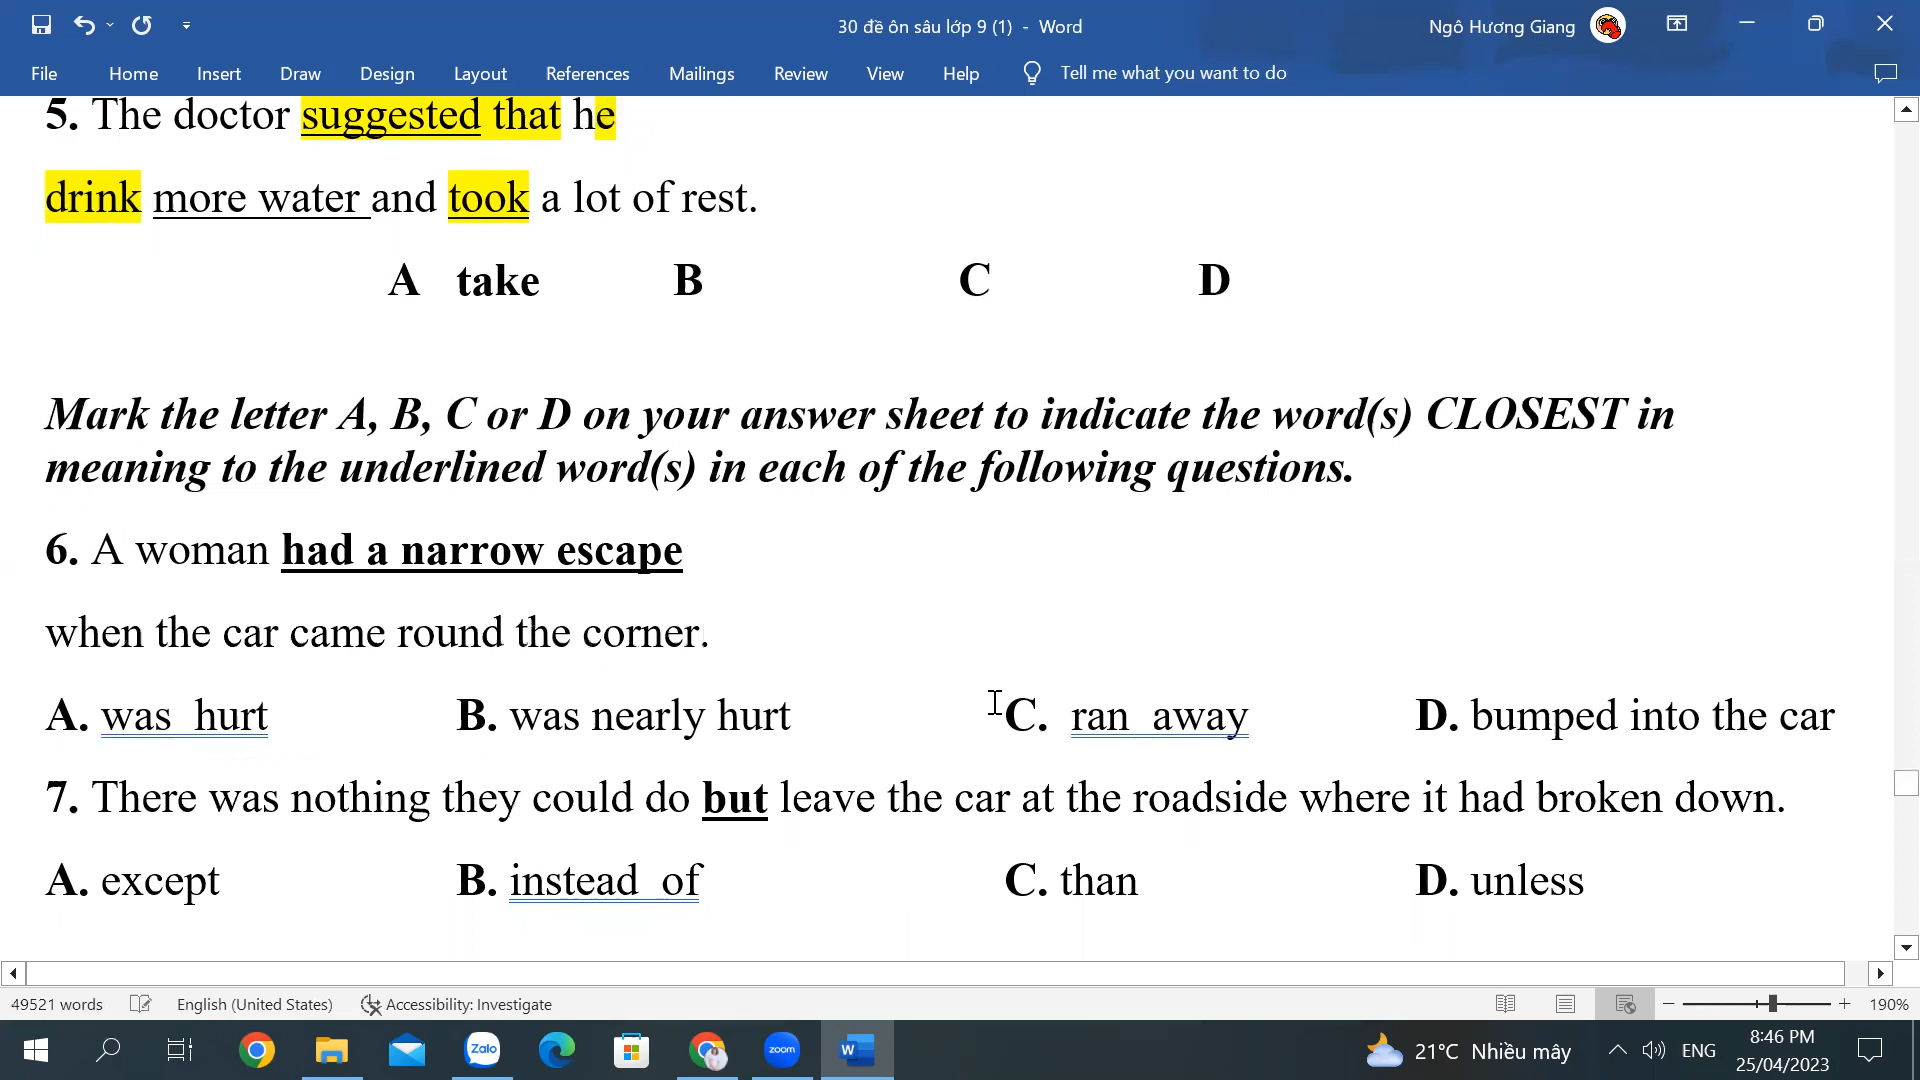 30 đề ôn sâu lớp 9 (1) - Word
Ngô Hương Giang
File Home Insert Draw Design Layout References Mailings Review View Help Tell me what you want to do
5. The doctor suggested that he
drink more water and took a lot of rest.
A take B C D
Mark the letter A, B, C or D on your answer sheet to indicate the word(s) CLOSEST in
meaning to the underlined word(s) in each of the following questions.
6. A woman had a narrow escape
when the car came round the corner.
A. was hurt B. was nearly hurt C. ran away D. bumped into the car
7. There was nothing they could do but leave the car at the roadside where it had broken down.
A. except B. instead of C. than D. unless
49521 words English (United States) Accessibility: Investigate 190%
Zalo zoom W 21°C Nhiều mây ENG 8:46 PM
25/04/2023